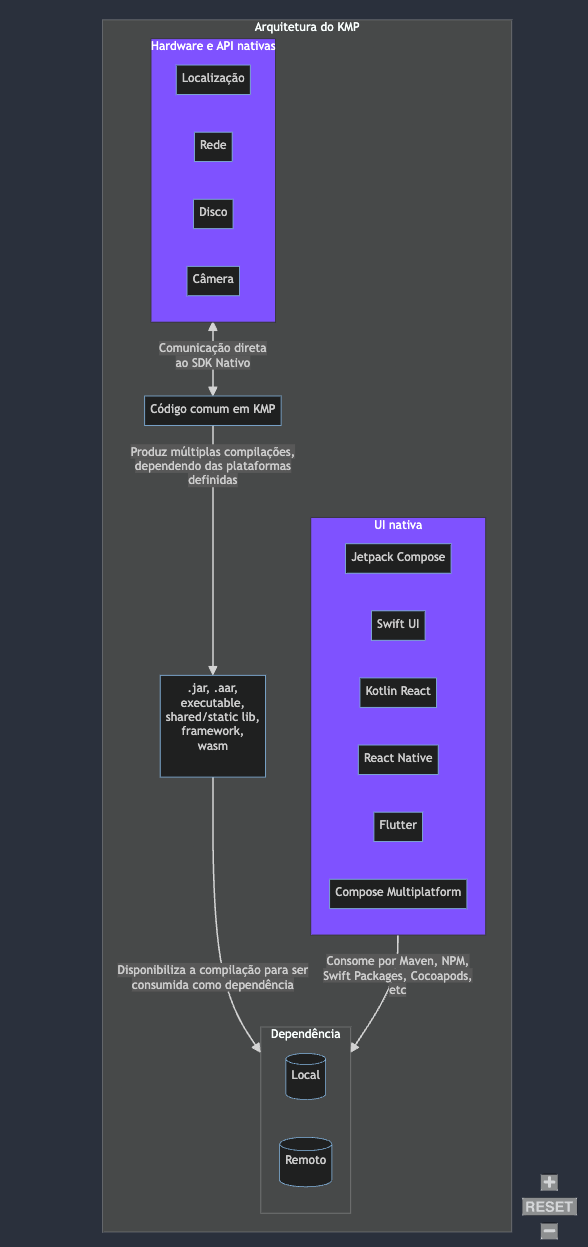 Arquitetura do KMP
Hardware e API nativas
Localização
Rede
Disco
Câmera
Comunicação direta
ao SDK Nativo
Código comum em KMP
Produz múltiplas compilações,
dependendo das plataformas
definidas
UI nativa
Jetpack Compose
Swift UI
Kotlin React
React Native
Flutter
Compose Multiplatform
.jar, .aar,
executable,
shared/static lib,
framework,
wasm
Disponibiliza a compilação para ser
consumida como dependência
Consome por Maven, NPM,
Swift Packages, Cocoapods,
etc
Dependência
Local
Remoto
+
RESET
−